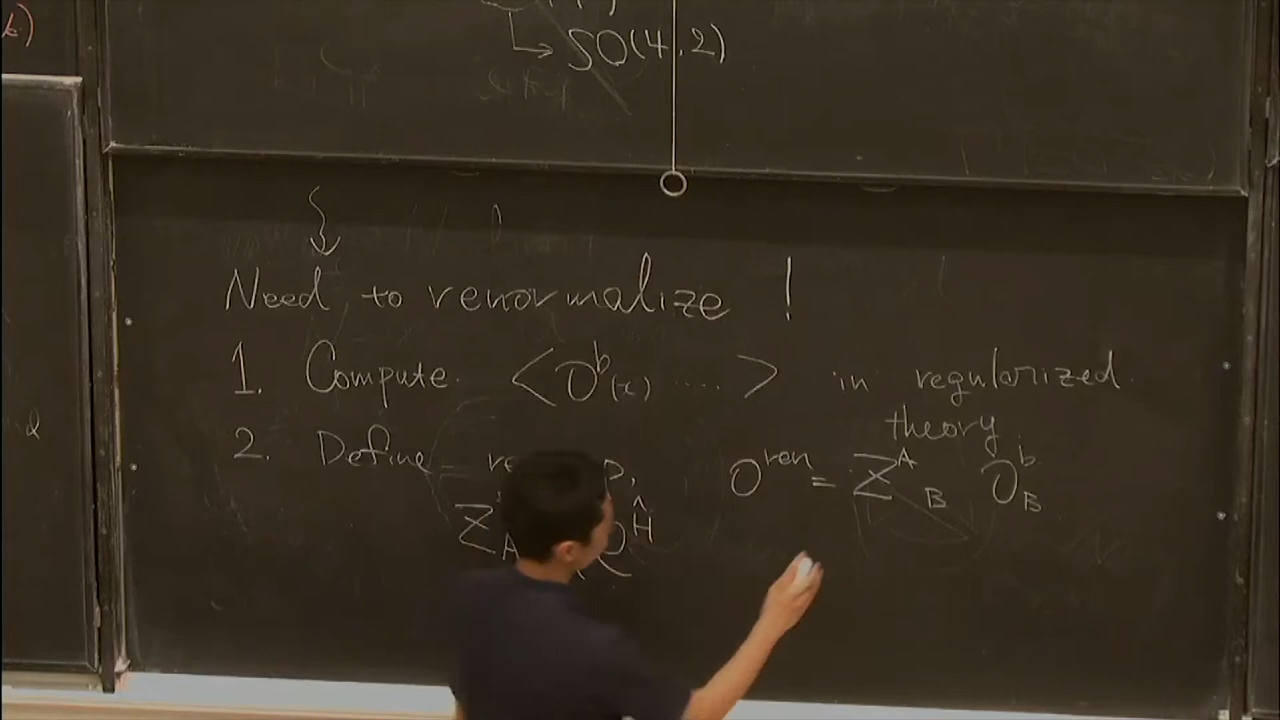 SO(4,2)
Need to renormalize !
1. Compute. <O^b(x) ....> in regularized
theory
2. Define O^ren = Z^A_B O^b_B
Z Ĥ